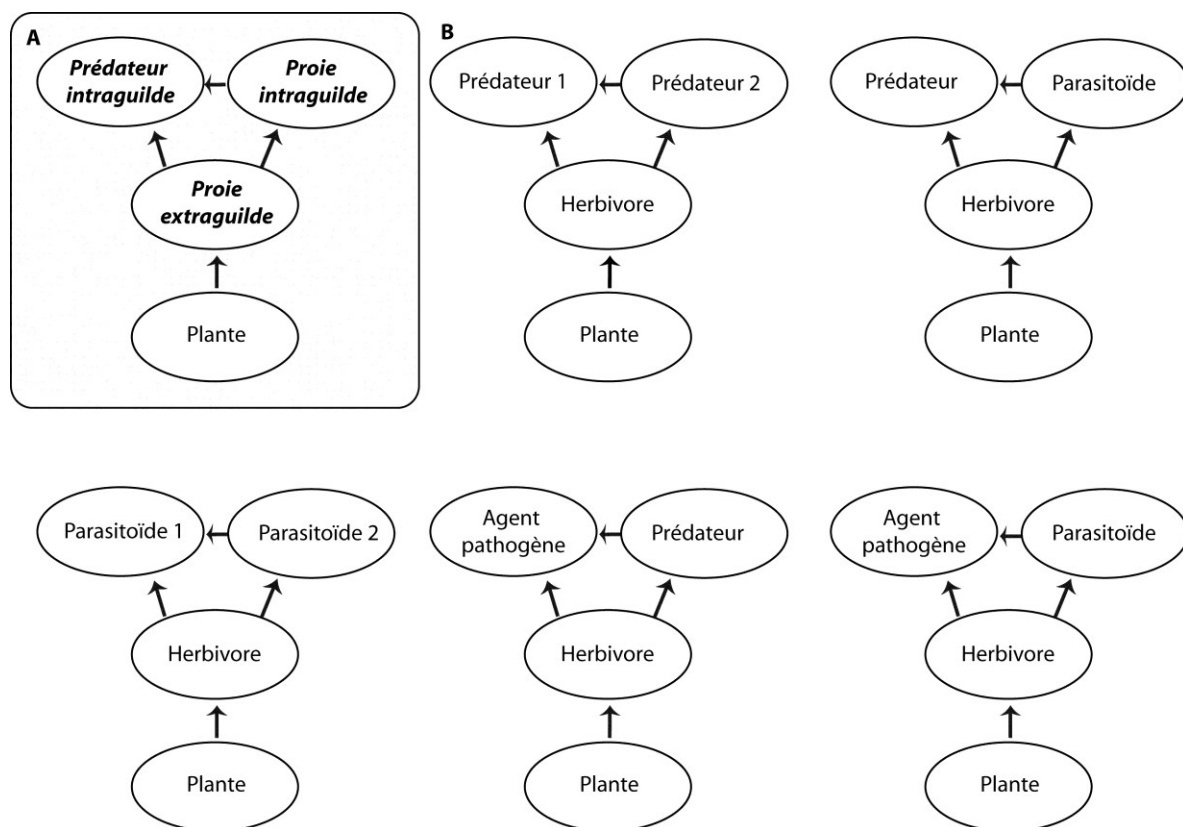 A
Prédateur
intraguilde
Proie
intraguilde
Proie
extraguilde
Plante
B
Prédateur 1
Prédateur 2
Herbivore
Plante
Prédateur
Parasitoïde
Herbivore
Plante
Parasitoïde 1
Parasitoïde 2
Herbivore
Plante
Agent
pathogène
Prédateur
Herbivore
Plante
Agent
pathogène
Parasitoïde
Herbivore
Plante